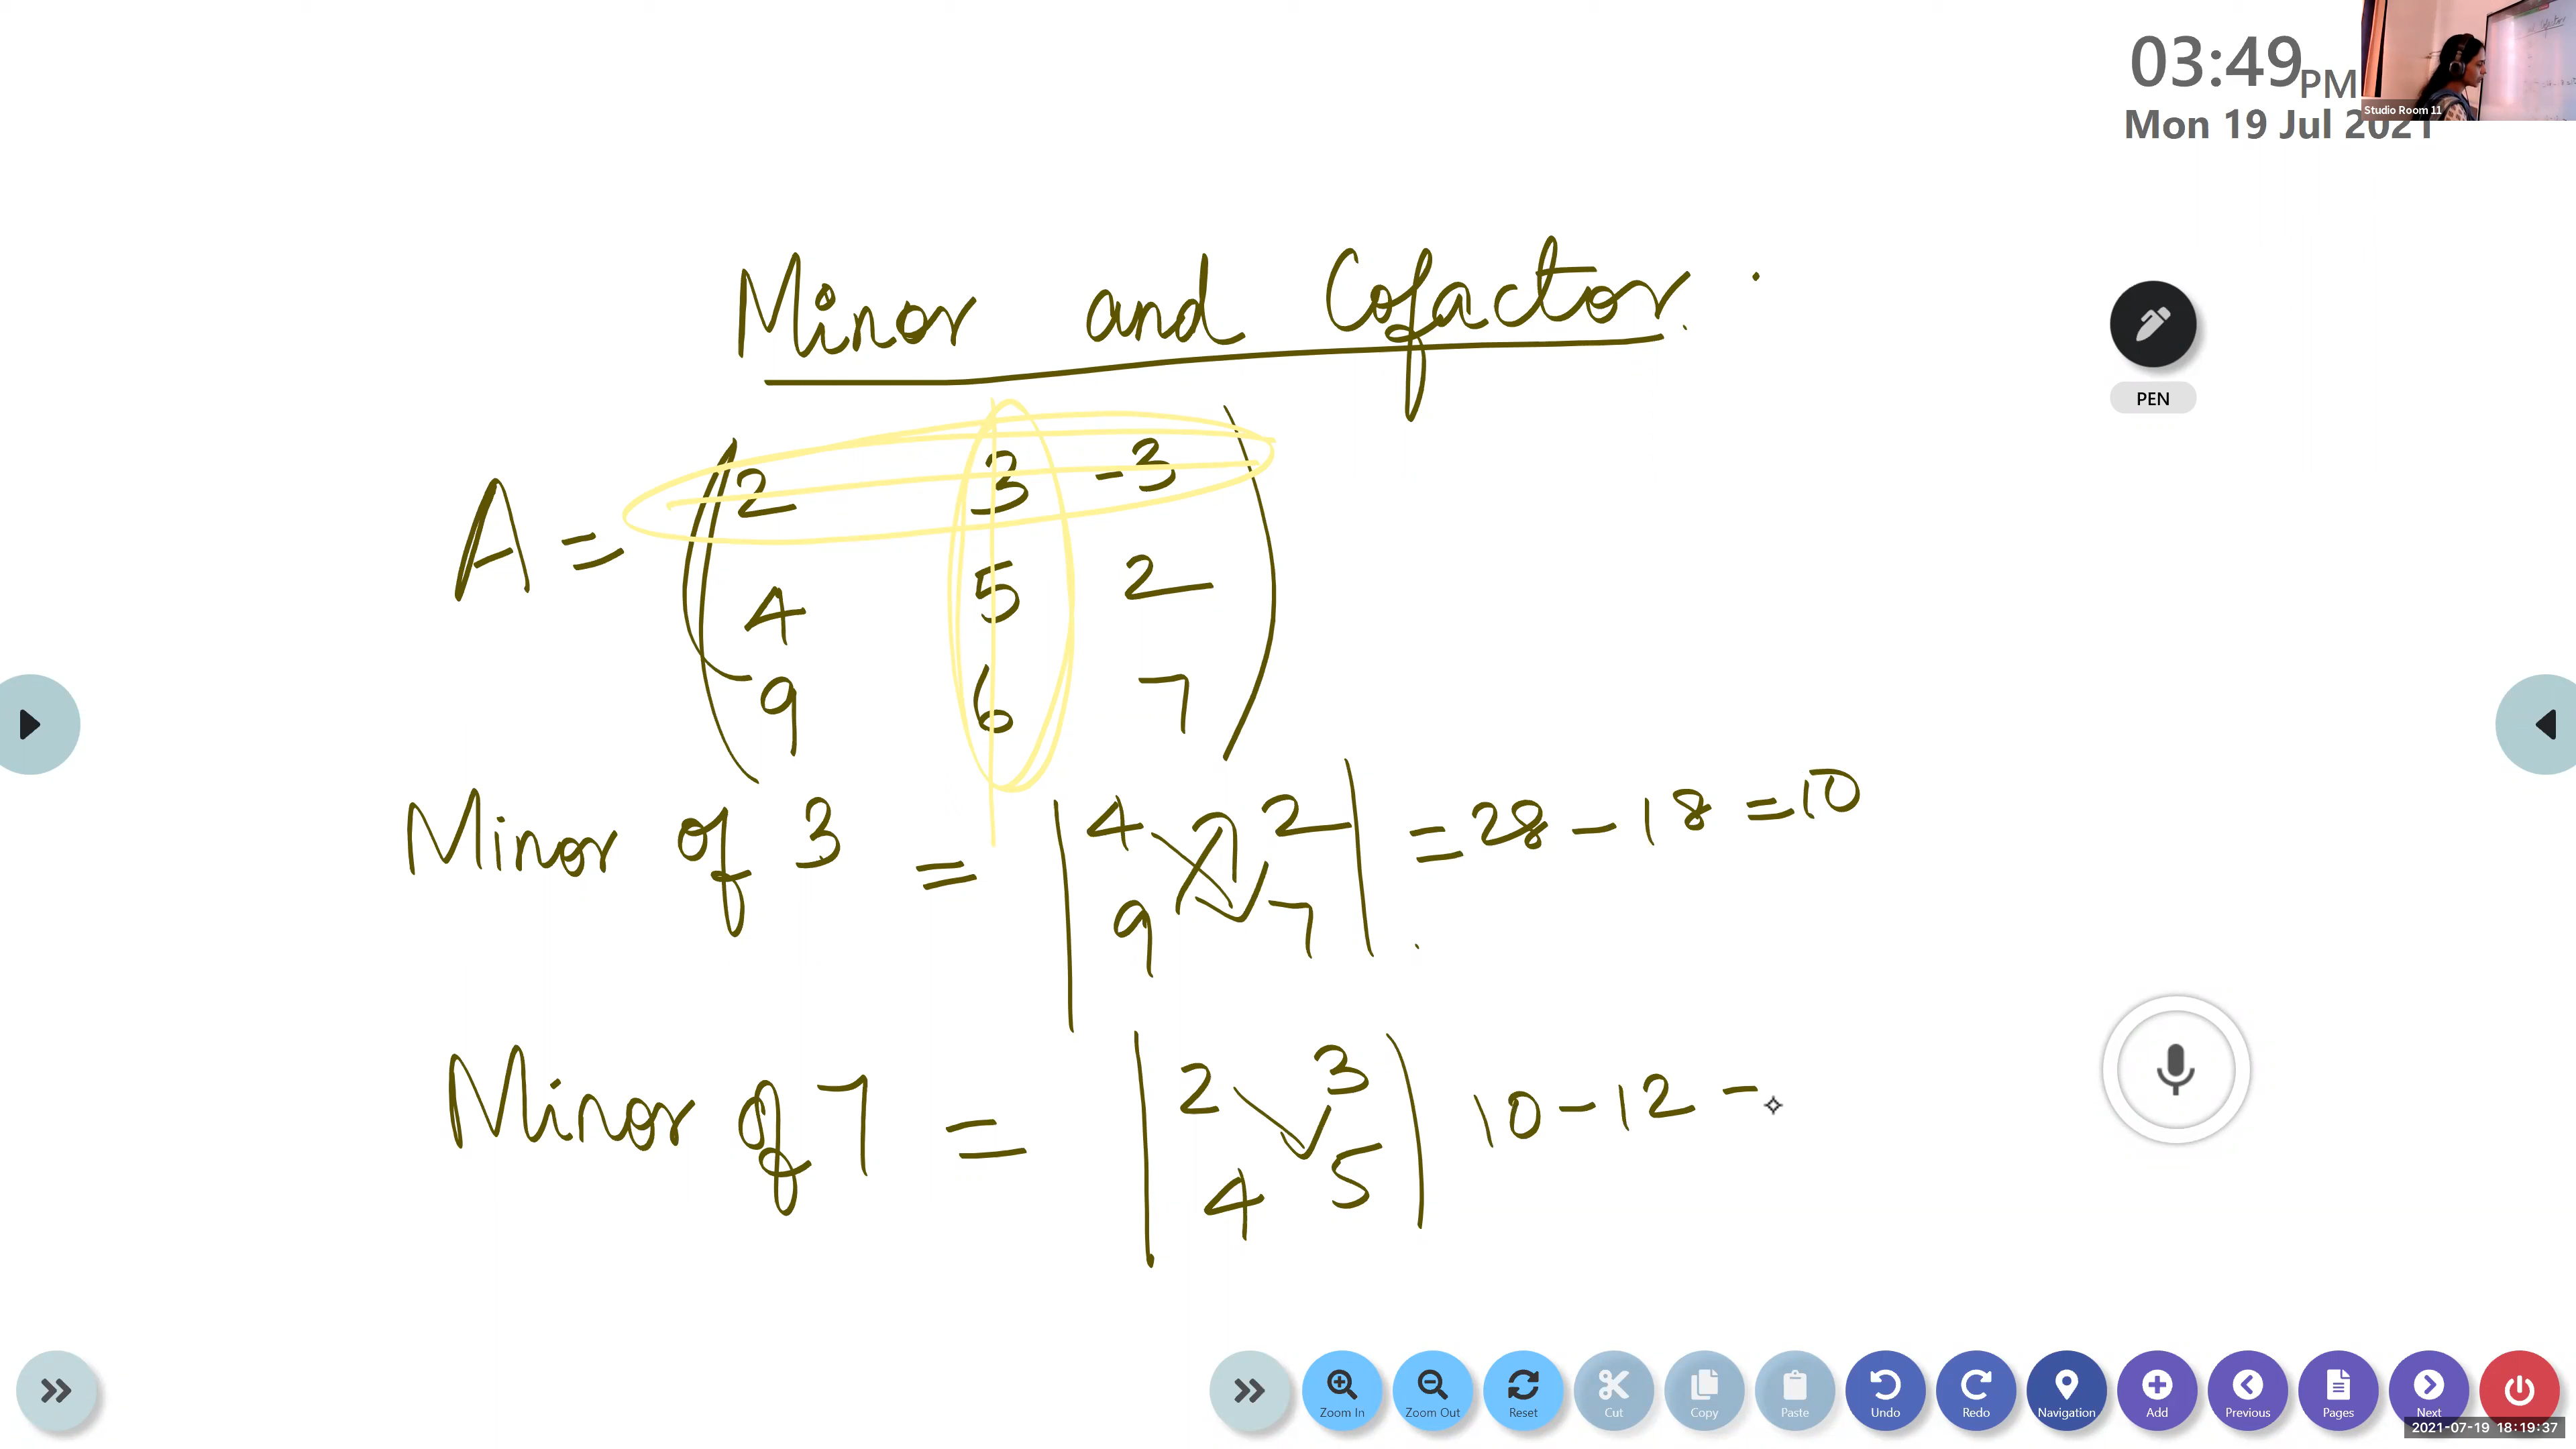 03:49 PM
Studio Room 11
Mon 19 Jul 2021
Minor and Cofactor.
PEN
A = ( 2 3 -3
4 5 2
9 6 7 )
Minor of 3 = | 4 2 | = 28 - 18 = 10
9 7
Minor of 7 = | 2 3 | 10 - 12 =
4 5
Zoom In Zoom Out Reset Cut Copy Paste Undo Redo Navigation Add Previous Pages Next
2021-07-19 18:19:37